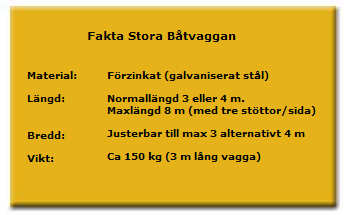 Fakta Stora Båtvaggan
Material: Förzinkat (galvaniserat stål)
Längd: Normallängd 3 eller 4 m.
Maxlängd 8 m (med tre stöttor/sida)
Bredd: Justerbar till max 3 alternativt 4 m
Vikt: Ca 150 kg (3 m lång vagga)